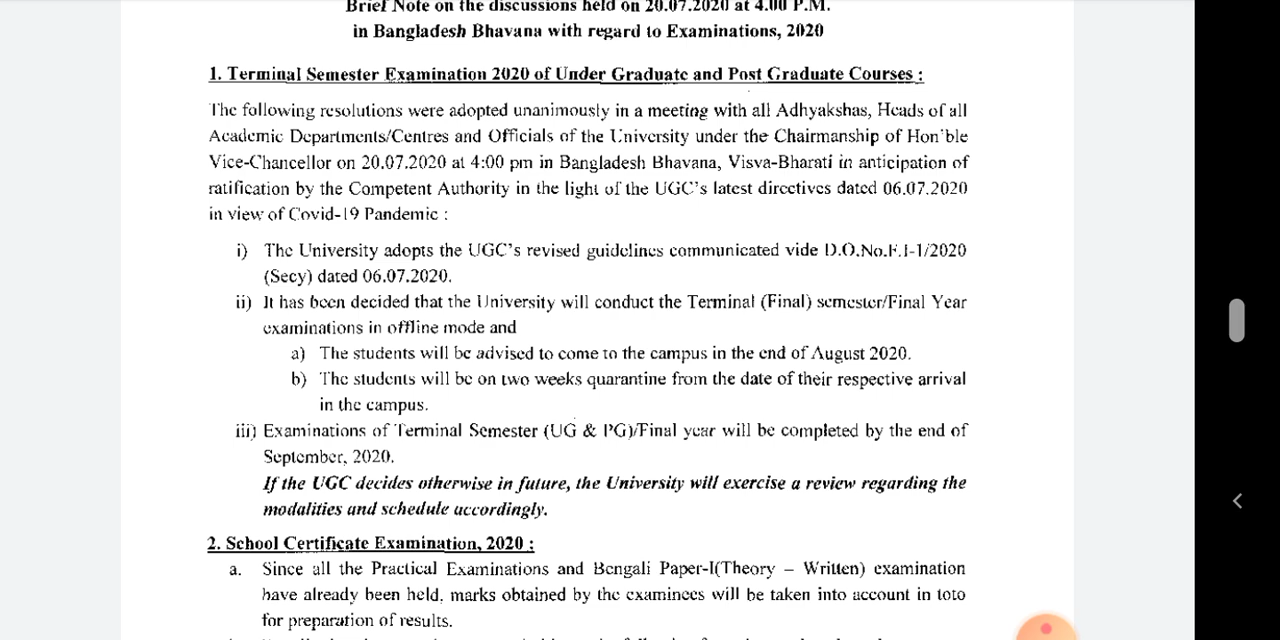 Brief Note on the discussions held on 20.07.2020 at 4.00 P.M.
in Bangladesh Bhavana with regard to Examinations, 2020
1. Terminal Semester Examination 2020 of Under Graduate and Post Graduate Courses :
The following resolutions were adopted unanimously in a meeting with all Adhyakshas, Heads of all
Academic Departments/Centres and Officials of the University under the Chairmanship of Hon'ble
Vice-Chancellor on 20.07.2020 at 4:00 pm in Bangladesh Bhavana, Visva-Bharati in anticipation of
ratification by the Competent Authority in the light of the UGC's latest directives dated 06.07.2020
in view of Covid-19 Pandemic :
i) The University adopts the UGC's revised guidelines communicated vide D.O.No.F.1-1/2020
(Secy) dated 06.07.2020.
ii) It has been decided that the University will conduct the Terminal (Final) semester/Final Year
examinations in offline mode and
a) The students will be advised to come to the campus in the end of August 2020.
b) The students will be on two weeks quarantine from the date of their respective arrival
in the campus.
iii) Examinations of Terminal Semester (UG & PG)/Final year will be completed by the end of
September, 2020.
If the UGC decides otherwise in future, the University will exercise a review regarding the
modalities and schedule accordingly.
2. School Certificate Examination, 2020 :
a. Since all the Practical Examinations and Bengali Paper-I(Theory – Written) examination
have already been held, marks obtained by the examinees will be taken into account in toto
for preparation of results.